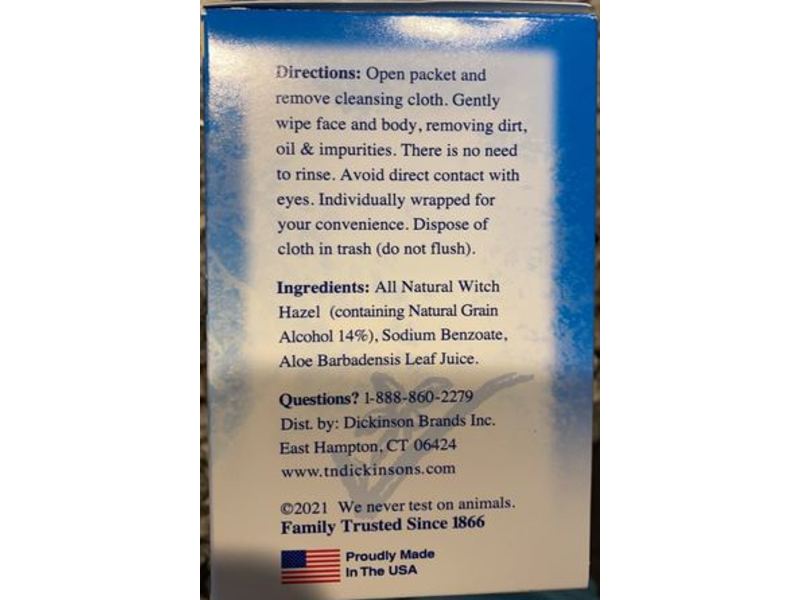 Directions: Open packet and
remove cleansing cloth. Gently
wipe face and body, removing dirt,
oil & impurities. There is no need
to rinse. Avoid direct contact with
eyes. Individually wrapped for
your convenience. Dispose of
cloth in trash (do not flush).
Ingredients: All Natural Witch
Hazel (containing Natural Grain
Alcohol 14%), Sodium Benzoate,
Aloe Barbadensis Leaf Juice.
Questions? 1-888-860-2279
Dist. by: Dickinson Brands Inc.
East Hampton, CT 06424
www.tndickinsons.com
©2021 We never test on animals.
Family Trusted Since 1866
Proudly Made
In The USA